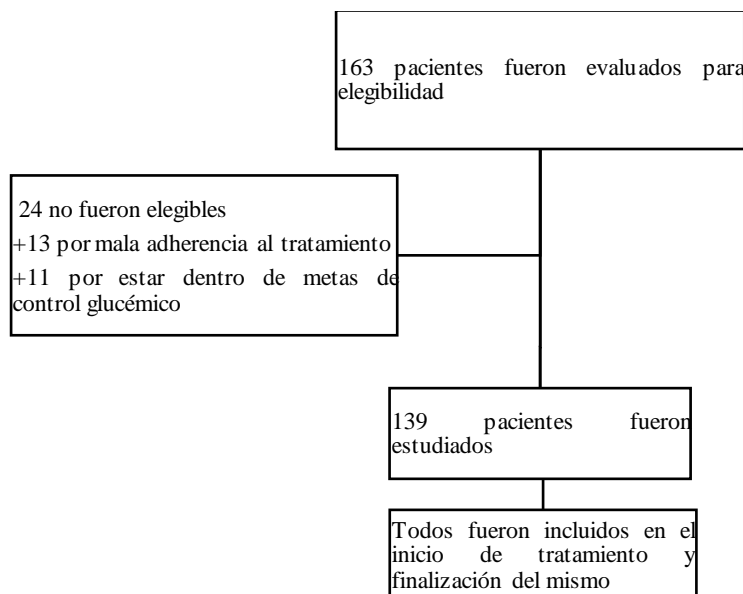 163 pacientes fueron evaluados para
elegibilidad
24 no fueron elegibles
+13 por mala adherencia al tratamiento
+11 por estar dentro de metas de
control glucémico
139 pacientes fueron
estudiados
Todos fueron incluidos en el
inicio de tratamiento y
finalización del mismo